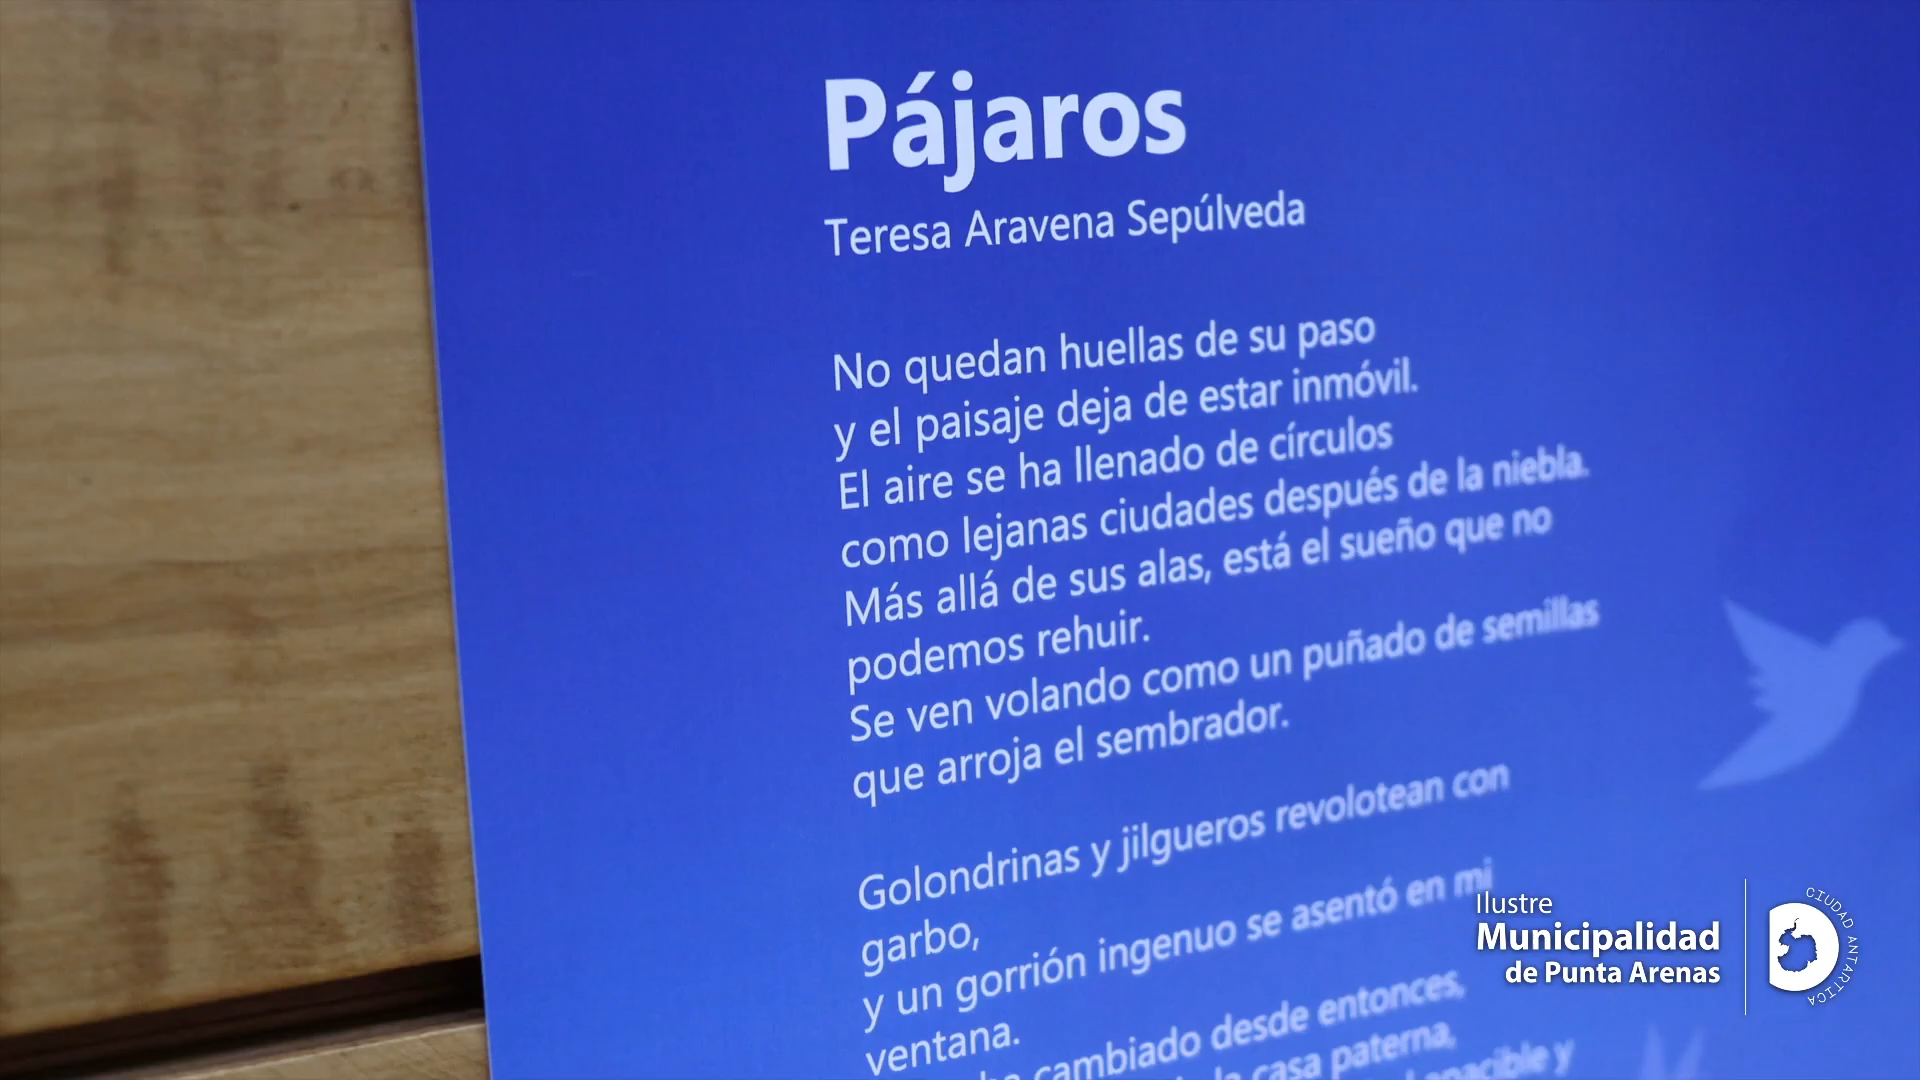 Pájaros
Teresa Aravena Sepúlveda
No quedan huellas de su paso
y el paisaje deja de estar inmóvil.
El aire se ha llenado de círculos
como lejanas ciudades después de la niebla.
Más allá de sus alas, está el sueño que no
podemos rehuir.
Se ven volando como un puñado de semillas
que arroja el sembrador.
Golondrinas y jilgueros revolotean con
garbo,
y un gorrión ingenuo se asentó en mi
ventana.
cambiado desde entonces,
la casa paterna,
apacible y
Ilustre
Municipalidad
de Punta Arenas
CIUDAD ANTARTICA